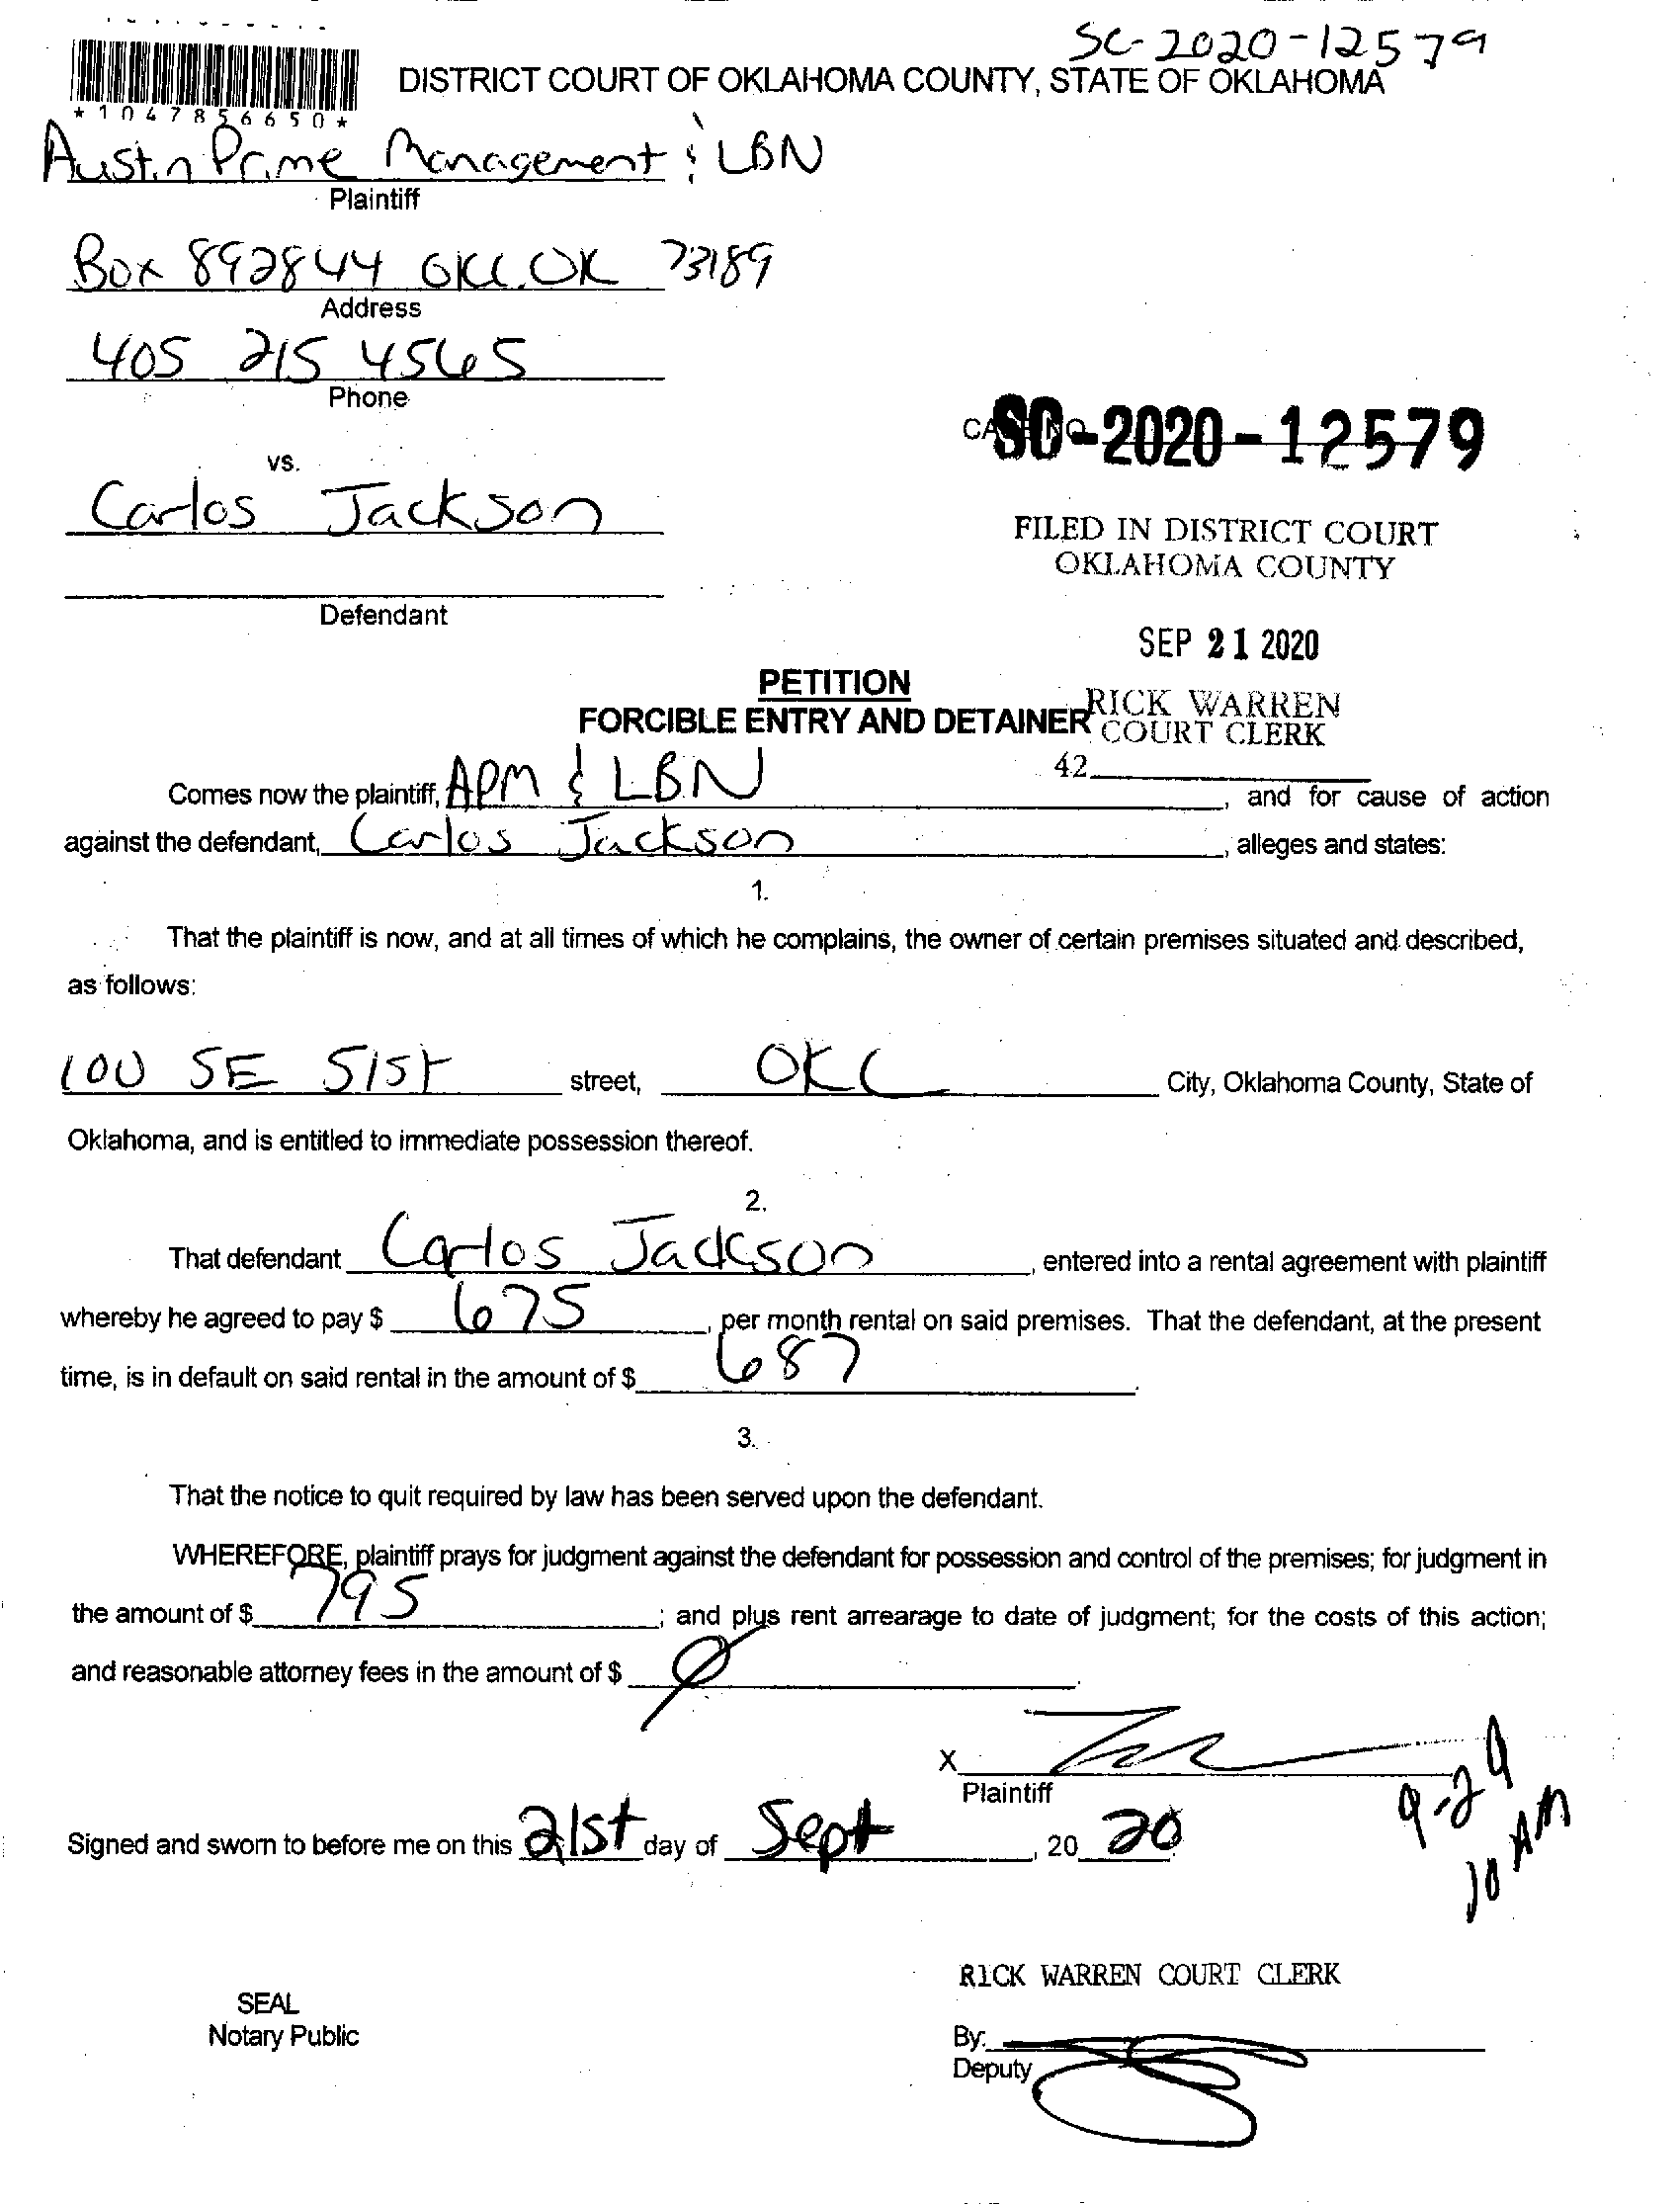 SC-2020-12579
DISTRICT COURT OF OKLAHOMA COUNTY, STATE OF OKLAHOMA
*1047856650*
Austin Prime Management & LBN
Plaintiff
Box 892844 OKC. OK 73189
Address
405 215 4565
Phone
SC-2020-12579
vs.
Carlos Jackson
FILED IN DISTRICT COURT
OKLAHOMA COUNTY
Defendant
SEP 21 2020
PETITION
FORCIBLE ENTRY AND DETAINER
RICK WARREN
COURT CLERK
42
Comes now the plaintiff, APM & LBN, and for cause of action
against the defendant, Carlos Jackson, alleges and states:
1.
That the plaintiff is now, and at all times of which he complains, the owner of certain premises situated and described,
as follows:
100 SE 51st street, OKC City, Oklahoma County, State of
Oklahoma, and is entitled to immediate possession thereof.
2.
That defendant Carlos Jackson, entered into a rental agreement with plaintiff
whereby he agreed to pay $ 675, per month rental on said premises. That the defendant, at the present
time, is in default on said rental in the amount of $ 687.
3.
That the notice to quit required by law has been served upon the defendant.
WHEREFORE, plaintiff prays for judgment against the defendant for possession and control of the premises; for judgment in
the amount of $ 795; and plus rent arrearage to date of judgment; for the costs of this action;
and reasonable attorney fees in the amount of $ 0.
X
Plaintiff
9-29
10 AM
Signed and sworn to before me on this 21st day of Sept, 2020
RICK WARREN COURT CLERK
SEAL
Notary Public
By:
Deputy